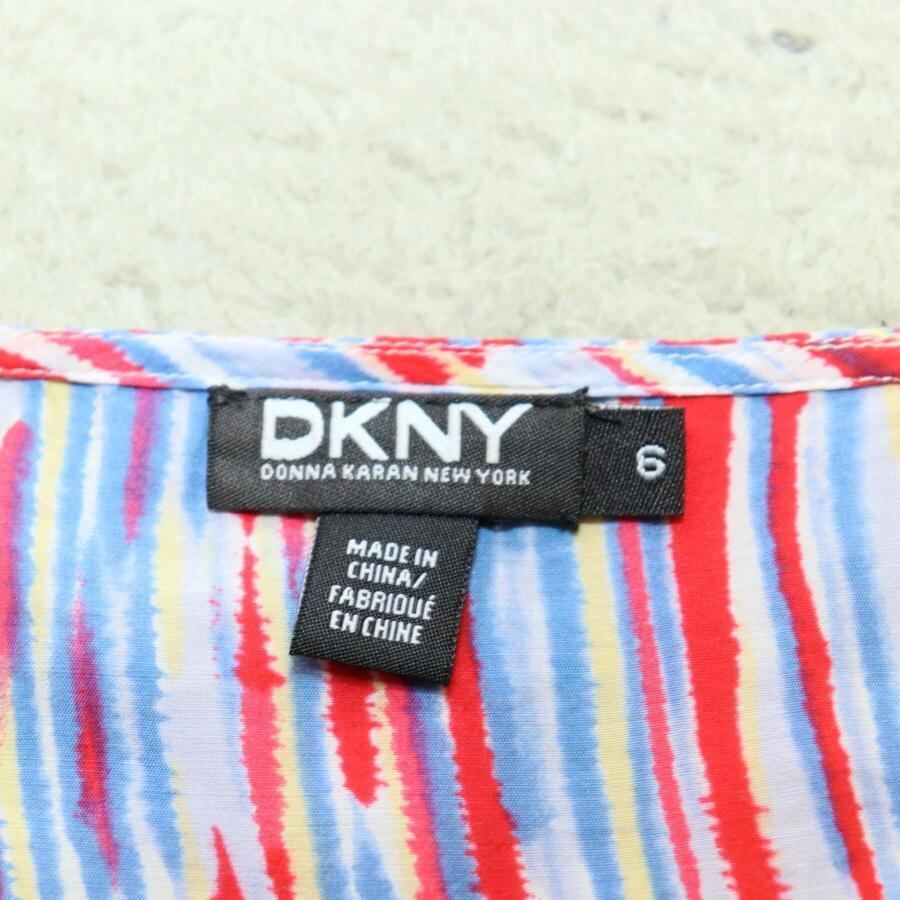 DKNY
DONNA KARAN NEW YORK
6
MADE IN
CHINA/
FABRIQUÉ
EN CHINE